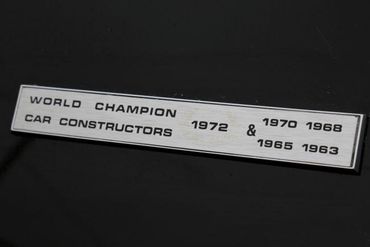 WORLD CHAMPION
CAR CONSTRUCTORS 1972 & 1970 1968
1965 1963